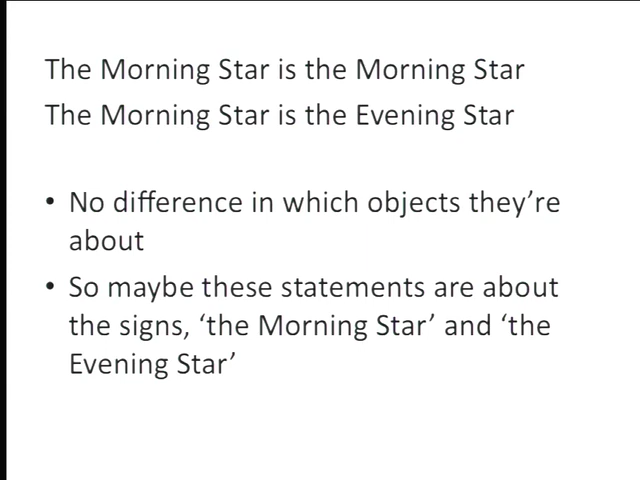 The Morning Star is the Morning Star
The Morning Star is the Evening Star
• No difference in which objects they’re
about
• So maybe these statements are about
the signs, ‘the Morning Star’ and ‘the
Evening Star’